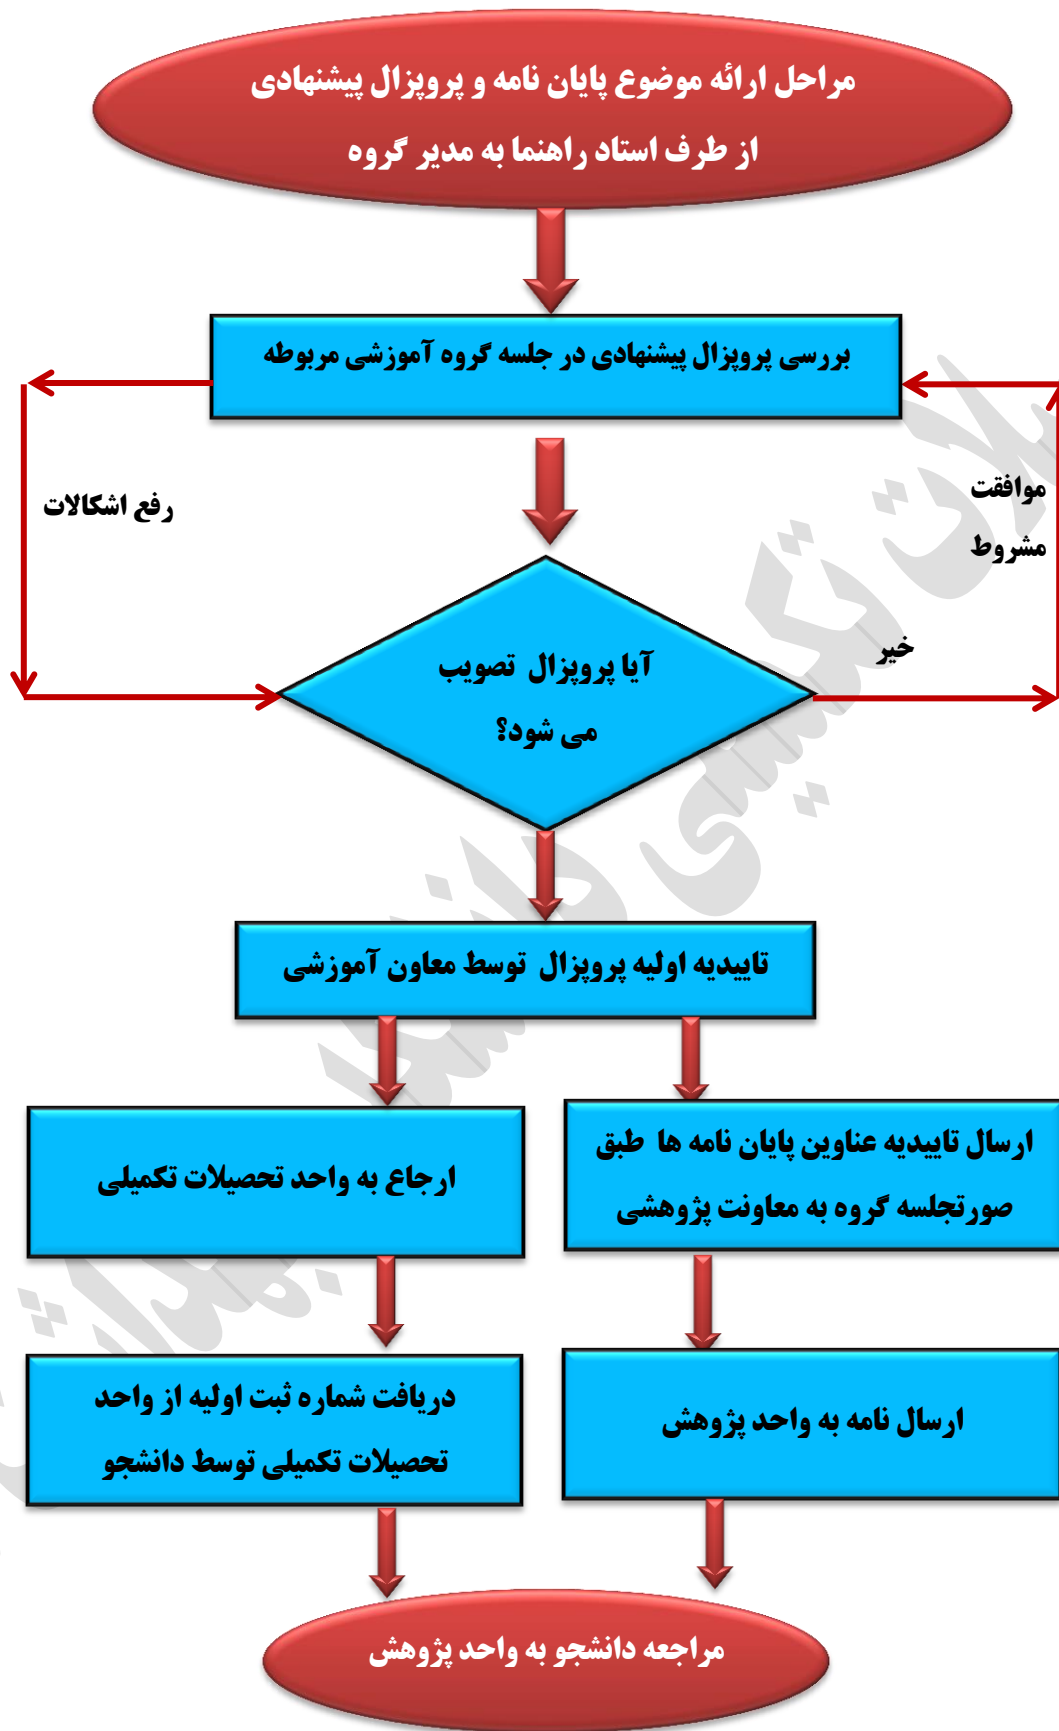 مراحل ارائه موضوع پایان نامه و پروپزال پیشنهادی
از طرف استاد راهنما به مدیر گروه
بررسی پروپزال پیشنهادی در جلسه گروه آموزشی مربوطه
موافقت
مشروط
رفع اشکالات
خیر
آیا پروپزال تصویب
می شود؟
تاییدیه اولیه پروپزال توسط معاون آموزشی
ارسال تاییدیه عناوین پایان نامه ها طبق
صورتجلسه گروه به معاونت پژوهشی
ارجاع به واحد تحصیلات تکمیلی
ارسال نامه به واحد پژوهش
دریافت شماره ثبت اولیه از واحد
تحصیلات تکمیلی توسط دانشجو
مراجعه دانشجو به واحد پژوهش